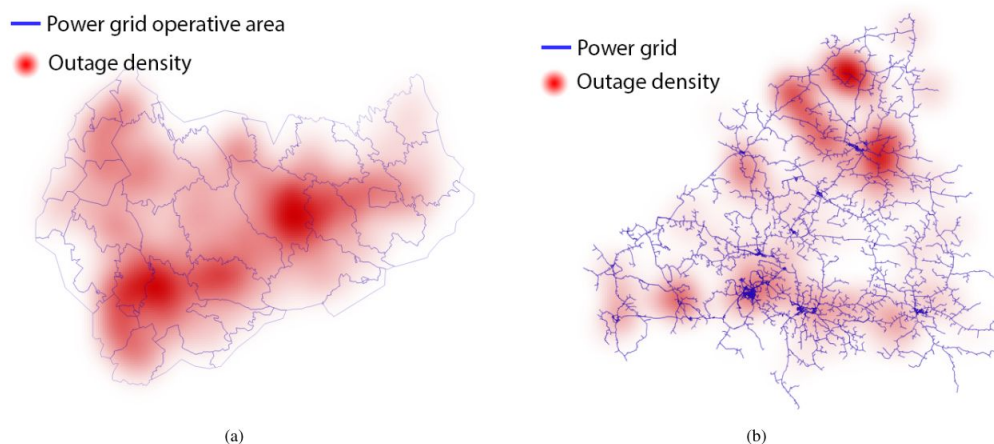 Power grid operative area
Outage density
Power grid
Outage density
(a)
(b)